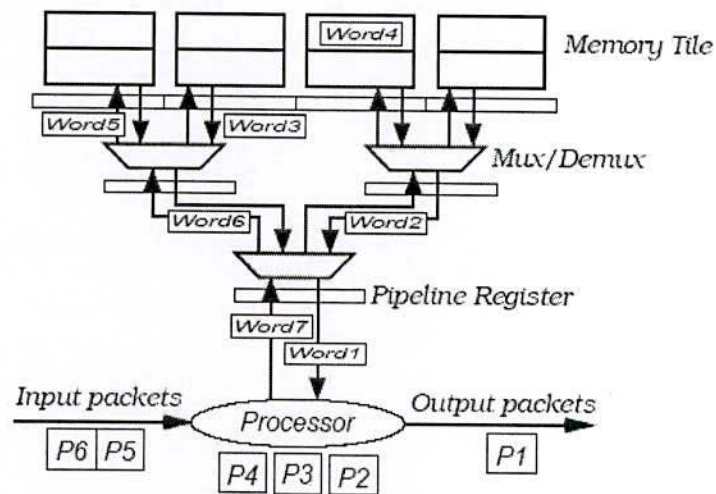 Word4
Memory Tile
Word5
Word3
Mux/Demux
Word6
Word2
Pipeline Register
Word7
Word1
Input packets
Processor
Output packets
P6 P5
P4 P3 P2
P1